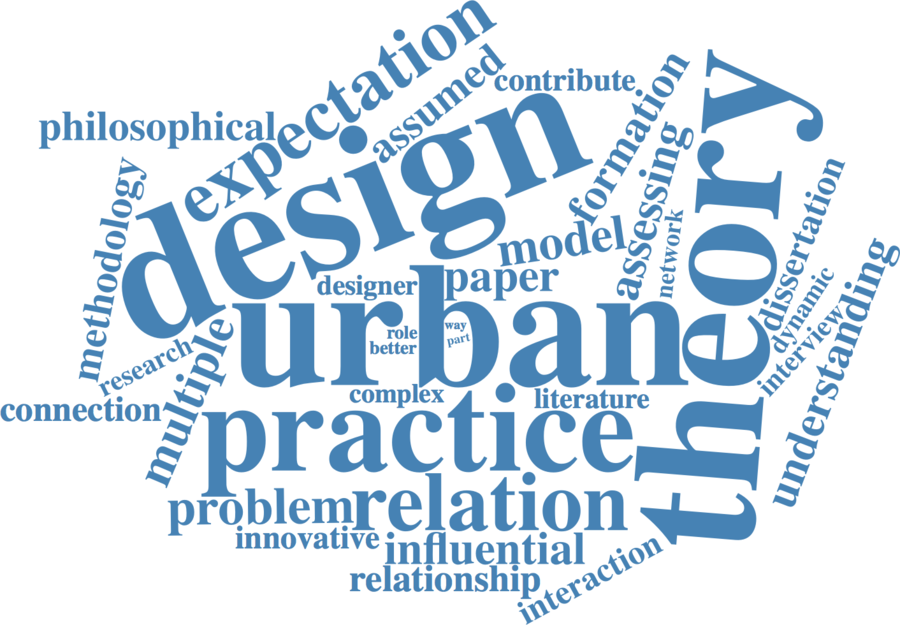 expectation
assumed
contribute
philosophical
design
formation
theory
methodology
assessing
model
network
dissertation
designer
paper
urban
understanding
dynamic
interview
role
way
better
part
research
multiple
complex
literature
connection
practice
problem
relation
innovative
influential
relationship
interaction